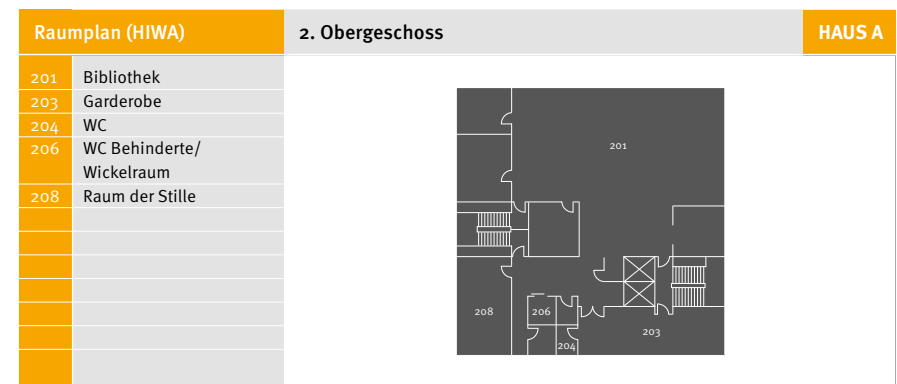 Raumplan (HIWA)
2. Obergeschoss
HAUS A
201 Bibliothek
203 Garderobe
204 WC
206 WC Behinderte/
Wickelraum
208 Raum der Stille
201
208
206
203
204